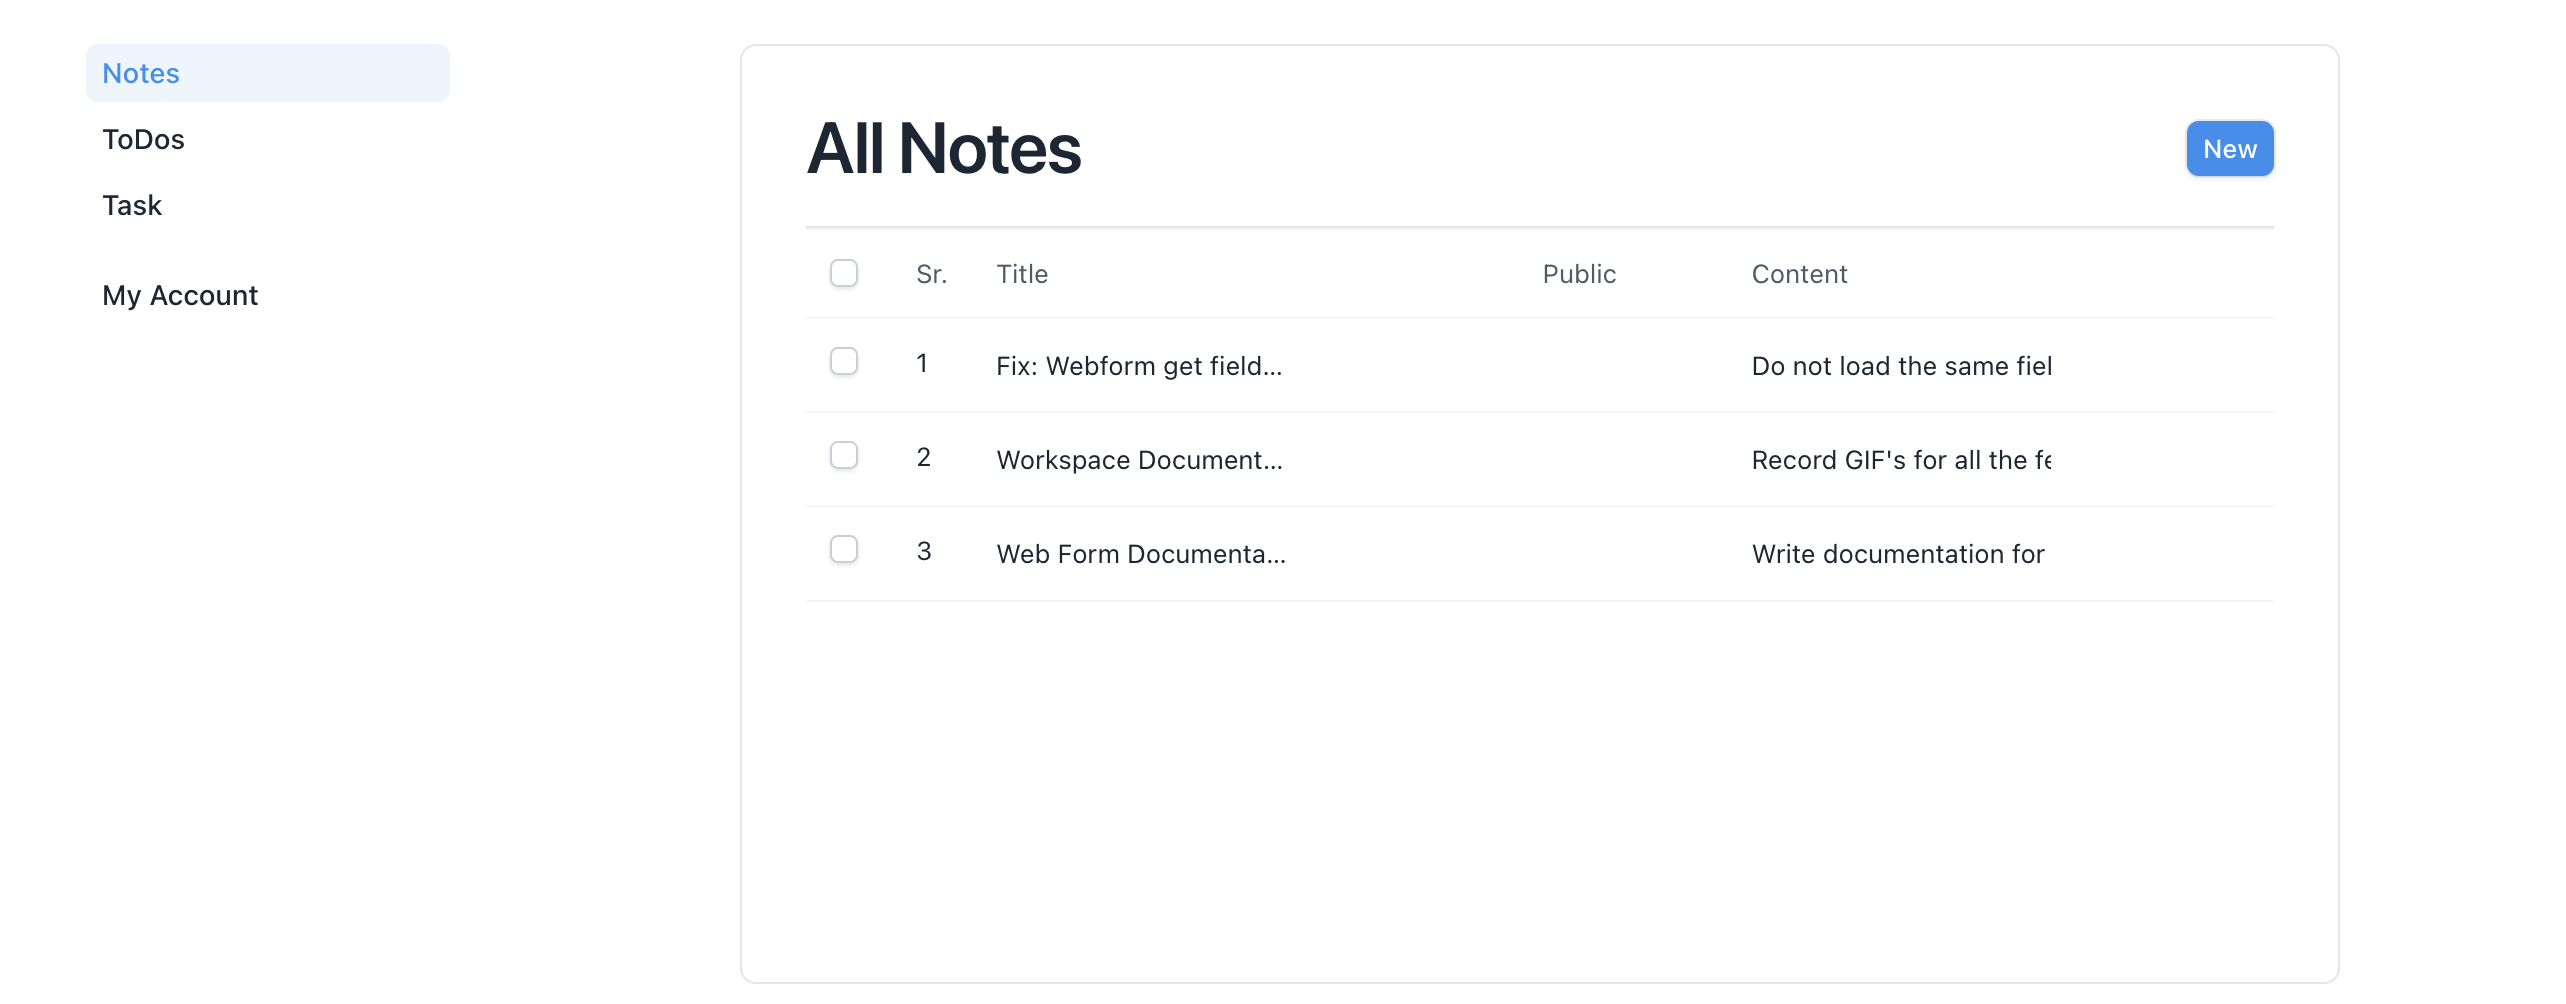 Notes
ToDos
Task
My Account
All Notes
New
Sr. Title Public Content
1 Fix: Webform get field... Do not load the same fiel
2 Workspace Document... Record GIF's for all the fe
3 Web Form Documenta... Write documentation for